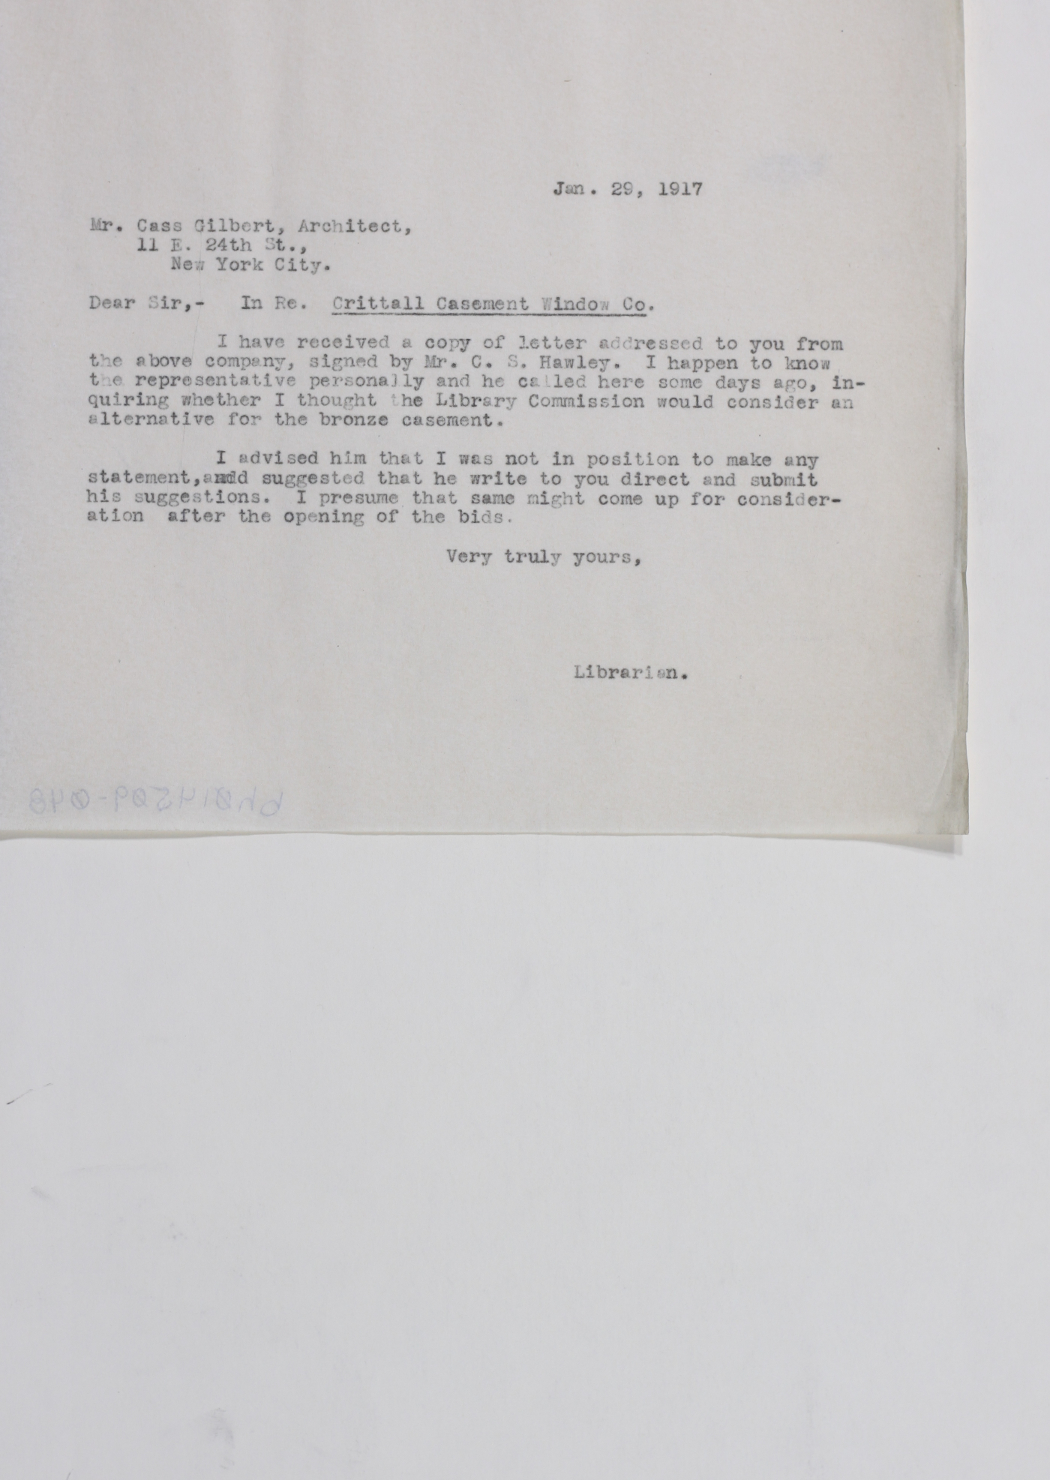 Jan. 29, 1917
Mr. Cass Gilbert, Architect,
11 E. 24th St.,
New York City.
Dear Sir,- In Re. Crittall Casement Window Co.
I have received a copy of letter addressed to you from
the above company, signed by Mr. C. S. Hawley. I happen to know
the representative personally and he called here some days ago, in-
quiring whether I thought the Library Commission would consider an
alternative for the bronze casement.
I advised him that I was not in position to make any
statement, and suggested that he write to you direct and submit
his suggestions. I presume that same might come up for consider-
ation after the opening of the bids.
Very truly yours,
Librarian.